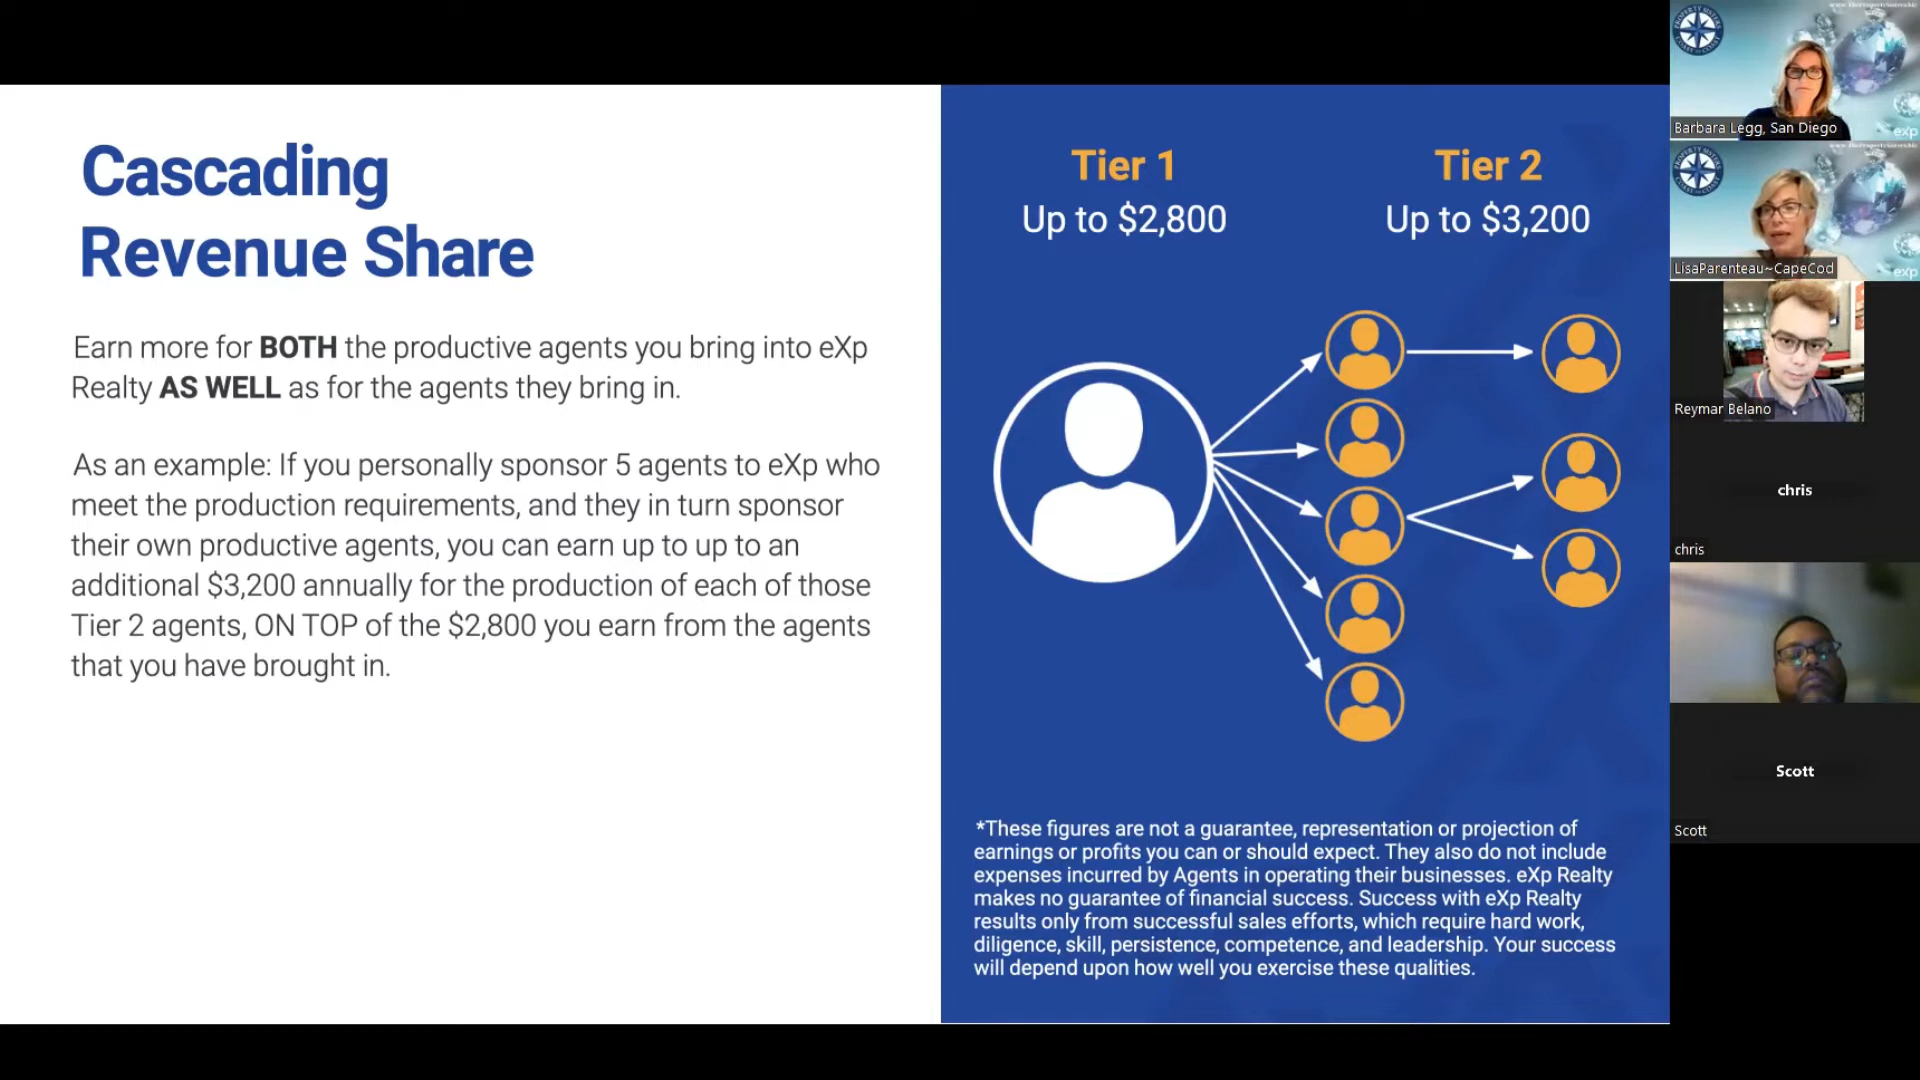 Cascading
Revenue Share
Earn more for BOTH the productive agents you bring into eXp
Realty AS WELL as for the agents they bring in.
As an example: If you personally sponsor 5 agents to eXp who
meet the production requirements, and they in turn sponsor
their own productive agents, you can earn up to up to an
additional $3,200 annually for the production of each of those
Tier 2 agents, ON TOP of the $2,800 you earn from the agents
that you have brought in.
Tier 1
Up to $2,800
Tier 2
Up to $3,200
*These figures are not a guarantee, representation or projection of
earnings or profits you can or should expect. They also do not include
expenses incurred by Agents in operating their businesses. eXp Realty
makes no guarantee of financial success. Success with eXp Realty
results only from successful sales efforts, which require hard work,
diligence, skill, persistence, competence, and leadership. Your success
will depend upon how well you exercise these qualities.
Barbara Legg, San Diego
eXp
LisaParenteau~CapeCod
eXp
Reymar Belano
chris
chris
Scott
Scott